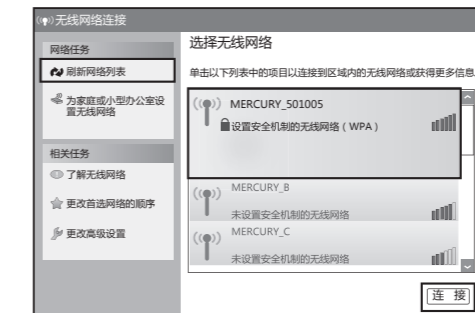 无线网络连接
网络任务
刷新网络列表
为家庭或小型办公室设
置无线网络
相关任务
了解无线网络
更改首选网络的顺序
更改高级设置
选择无线网络
单击以下列表中的项目以连接到区域内的无线网络或获得更多信息
MERCURY_501005
设置安全机制的无线网络（WPA）
MERCURY_B
未设置安全机制的无线网络
MERCURY_C
未设置安全机制的无线网络
连 接